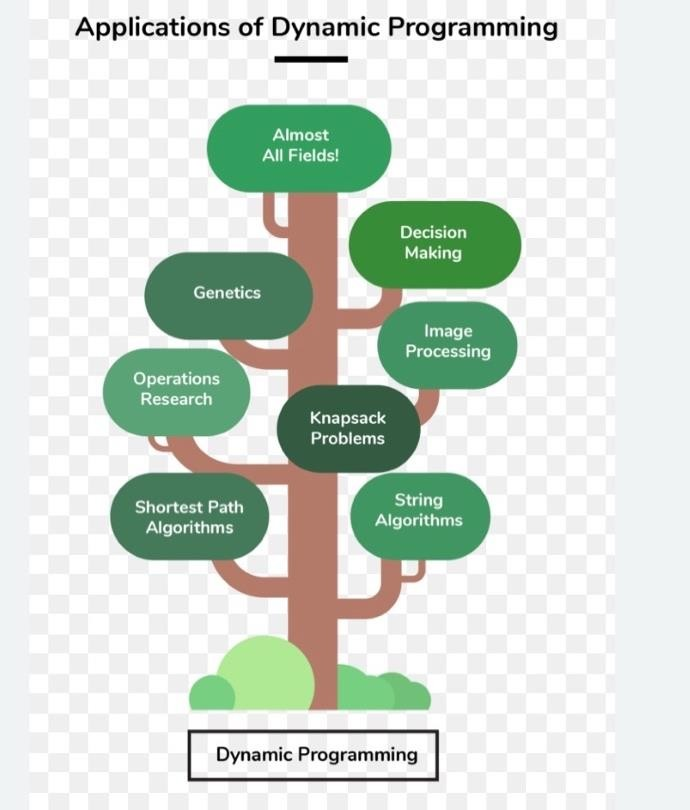 Applications of Dynamic Programming
Almost
All Fields!
Decision
Making
Genetics
Image
Processing
Operations
Research
Knapsack
Problems
Shortest Path
Algorithms
String
Algorithms
Dynamic Programming